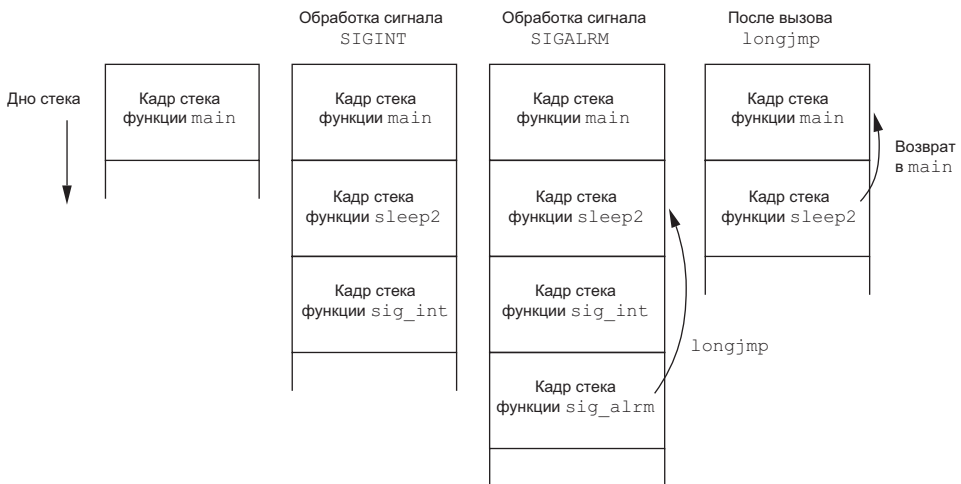 Обработка сигнала
SIGINT
Обработка сигнала
SIGALRM
После вызова
longjmp
Дно стека
Кадр стека
функции main
Кадр стека
функции main
Кадр стека
функции main
Кадр стека
функции main
Возврат
в main
Кадр стека
функции sleep2
Кадр стека
функции sleep2
Кадр стека
функции sleep2
Кадр стека
функции sig_int
Кадр стека
функции sig_int
longjmp
Кадр стека
функции sig_alrm